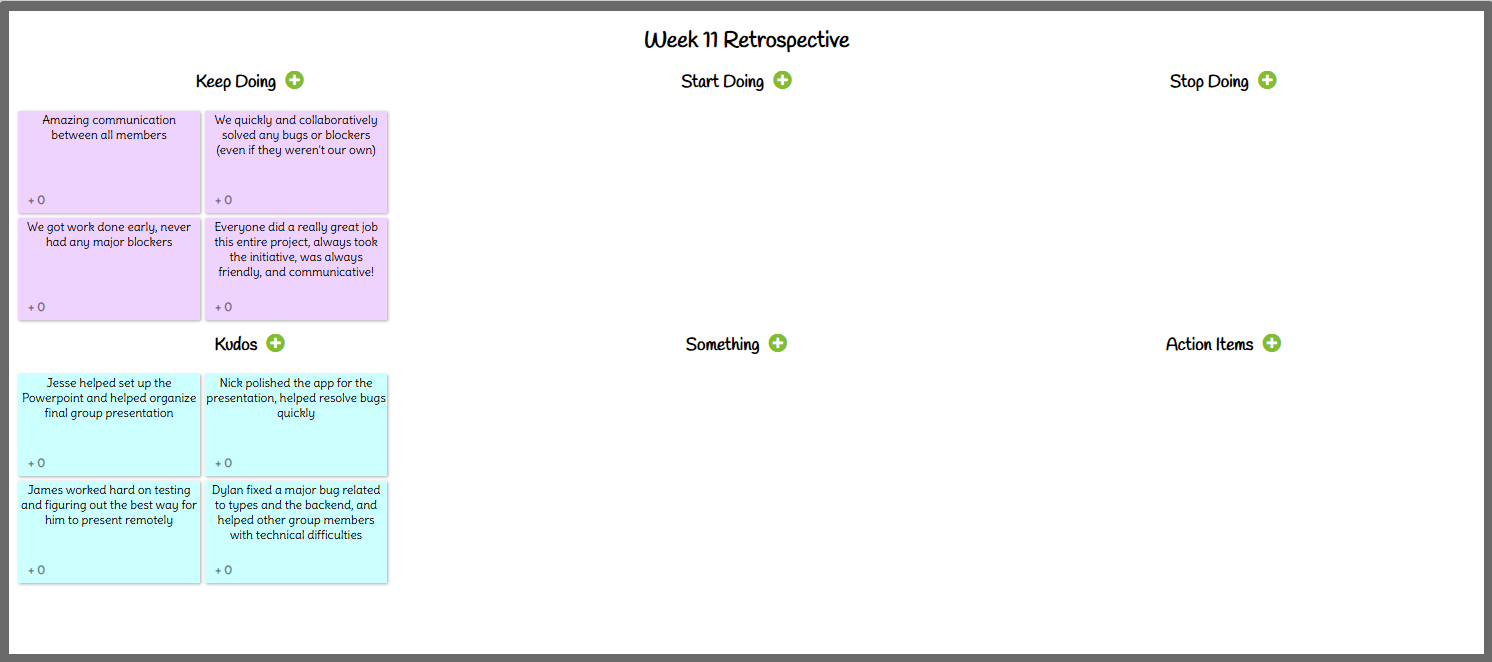 Week 11 Retrospective
Keep Doing
Start Doing
Stop Doing
Amazing communication
between all members
+ 0
We quickly and collaboratively
solved any bugs or blockers
(even if they weren't our own)
+ 0
We got work done early, never
had any major blockers
+ 0
Everyone did a really great job
this entire project, always took
the initiative, was always
friendly, and communicative!
+ 0
Kudos
Something
Action Items
Jesse helped set up the
Powerpoint and helped organize
final group presentation
+ 0
Nick polished the app for the
presentation, helped resolve bugs
quickly
+ 0
James worked hard on testing
and figuring out the best way for
him to present remotely
+ 0
Dylan fixed a major bug related
to types and the backend, and
helped other group members
with technical difficulties
+ 0